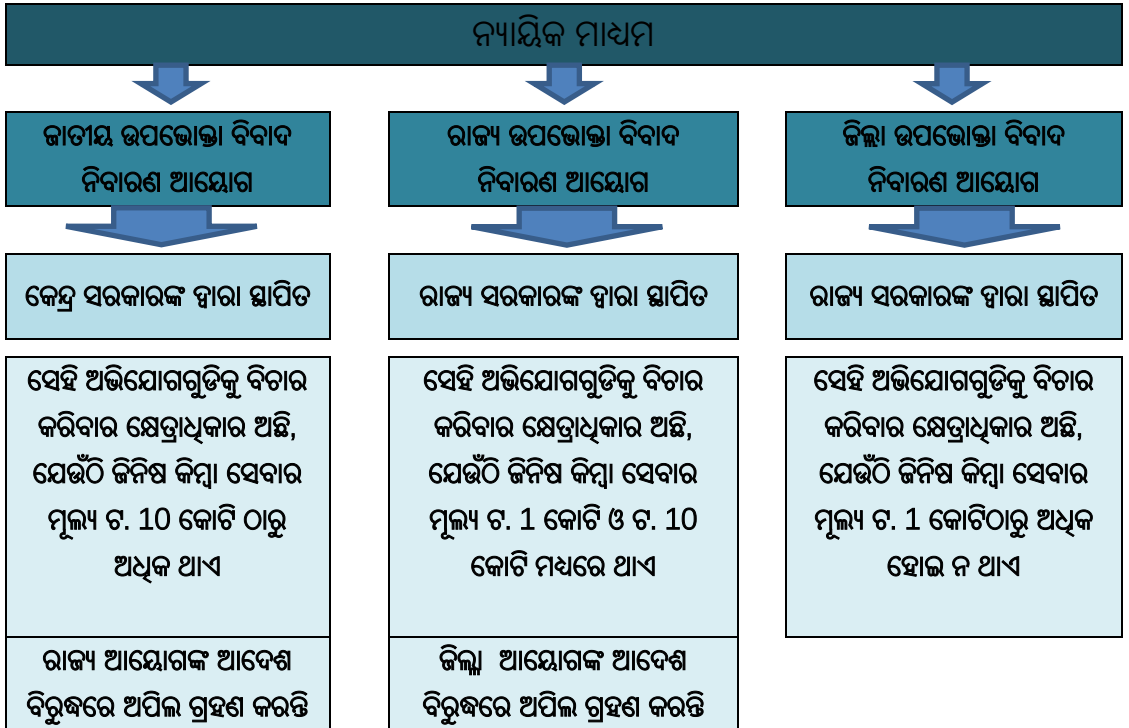 ନ୍ୟାୟିକ ମାଧ୍ୟମ
ଜାତୀୟ ଉପଭୋକ୍ତା ବିବାଦ
ନିବାରଣ ଆୟୋଗ
କେନ୍ଦ୍ର ସରକାରଙ୍କ ଦ୍ୱାରା ସ୍ଥାପିତ
ସେହି ଅଭିଯୋଗଗୁଡିକୁ ବିଚାର
କରିବାର କ୍ଷେତ୍ରାଧିକାର ଅଛି,
ଯେଉଁଠି ଜିନିଷ କିମ୍ବା ସେବାର
ମୂଲ୍ୟ ଟ. 10 କୋଟି ଠାରୁ
ଅଧିକ ଥାଏ
ରାଜ୍ୟ ଆୟୋଗଙ୍କ ଆଦେଶ
ବିରୁଦ୍ଧରେ ଅପିଲ ଗ୍ରହଣ କରନ୍ତି
ରାଜ୍ୟ ଉପଭୋକ୍ତା ବିବାଦ
ନିବାରଣ ଆୟୋଗ
ରାଜ୍ୟ ସରକାରଙ୍କ ଦ୍ୱାରା ସ୍ଥାପିତ
ସେହି ଅଭିଯୋଗଗୁଡିକୁ ବିଚାର
କରିବାର କ୍ଷେତ୍ରାଧିକାର ଅଛି,
ଯେଉଁଠି ଜିନିଷ କିମ୍ବା ସେବାର
ମୂଲ୍ୟ ଟ. 1 କୋଟି ଓ ଟ. 10
କୋଟି ମଧ୍ୟରେ ଥାଏ
ଜିଲ୍ଲା ଆୟୋଗଙ୍କ ଆଦେଶ
ବିରୁଦ୍ଧରେ ଅପିଲ ଗ୍ରହଣ କରନ୍ତି
ଜିଲ୍ଲା ଉପଭୋକ୍ତା ବିବାଦ
ନିବାରଣ ଆୟୋଗ
ରାଜ୍ୟ ସରକାରଙ୍କ ଦ୍ୱାରା ସ୍ଥାପିତ
ସେହି ଅଭିଯୋଗଗୁଡିକୁ ବିଚାର
କରିବାର କ୍ଷେତ୍ରାଧିକାର ଅଛି,
ଯେଉଁଠି ଜିନିଷ କିମ୍ବା ସେବାର
ମୂଲ୍ୟ ଟ. 1 କୋଟିଠାରୁ ଅଧିକ
ହୋଇ ନ ଥାଏ